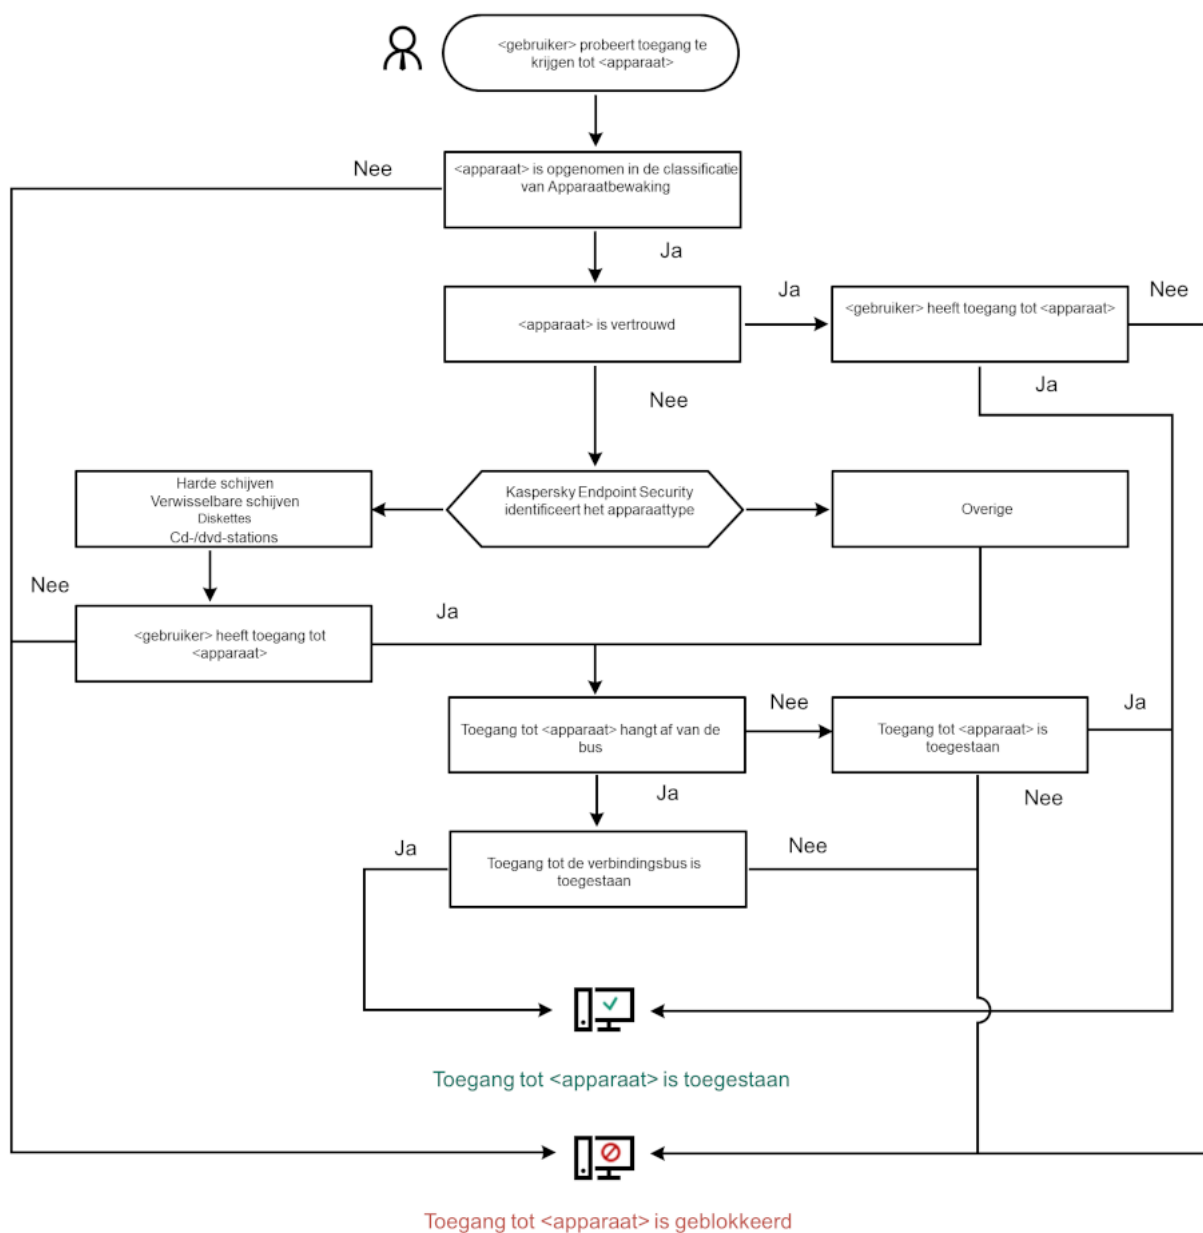 <gebruiker> probeert toegang te
krijgen tot <apparaat>
Nee
<apparaat> is opgenomen in de classificatie
van Apparaatbewaking
Ja
<apparaat> is vertrouwd
Ja
<gebruiker> heeft toegang tot <apparaat>
Nee
Nee
Ja
Harde schijven
Verwisselbare schijven
Diskettes
Cd-/dvd-stations
Kaspersky Endpoint Security
identificeert het apparaattype
Overige
Nee
<gebruiker> heeft toegang tot
<apparaat>
Ja
Toegang tot <apparaat> hangt af van de
bus
Nee
Toegang tot <apparaat> is
toegestaan
Ja
Ja
Nee
Ja
Toegang tot de verbindingsbus is
toegestaan
Nee
Toegang tot <apparaat> is toegestaan
Toegang tot <apparaat> is geblokkeerd